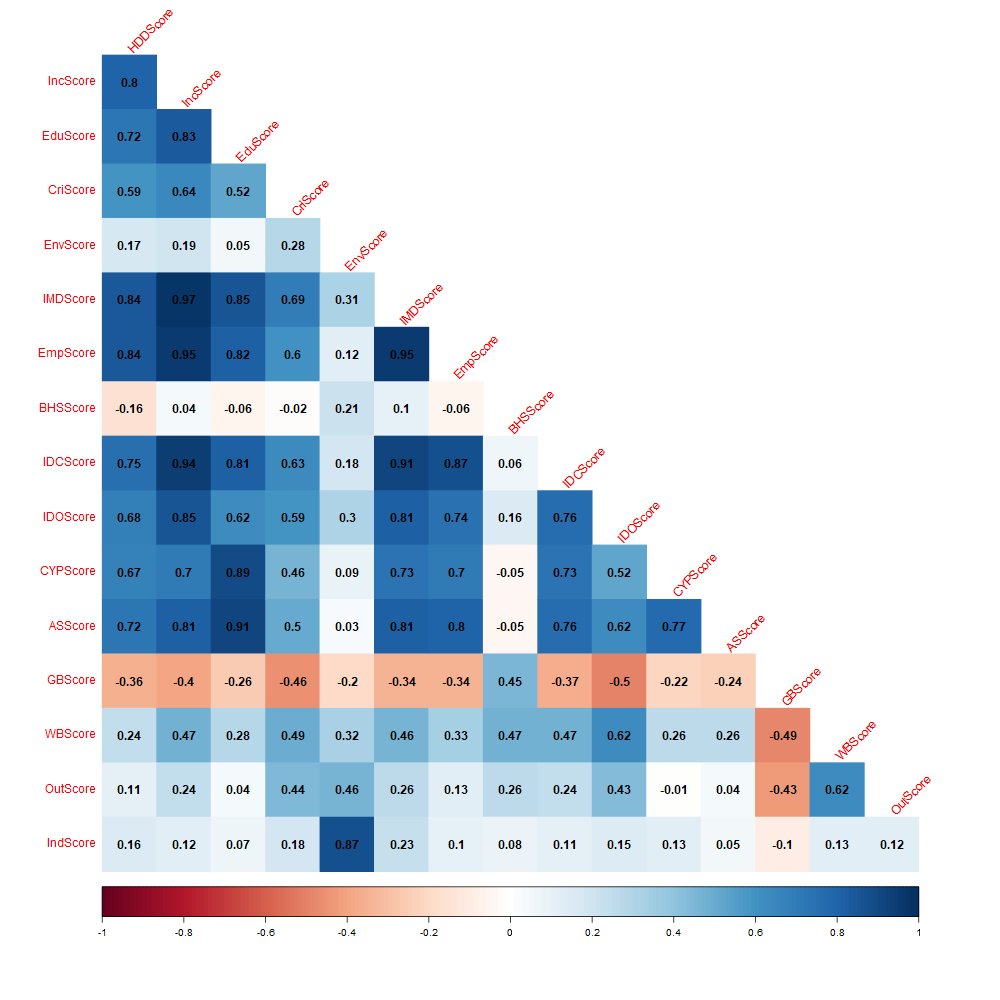 HDDScore
IncScore 0.8 IncScore
EduScore 0.72 0.83 EduScore
CriScore 0.59 0.64 0.52 CriScore
EnvScore 0.17 0.19 0.05 0.28 EnvScore
IMDScore 0.84 0.97 0.85 0.69 0.31 IMDScore
EmpScore 0.84 0.95 0.82 0.6 0.12 0.95 EmpScore
BHSScore -0.16 0.04 -0.06 -0.02 0.21 0.1 -0.06 BHSScore
IDCScore 0.75 0.94 0.81 0.63 0.18 0.91 0.87 0.06 IDCScore
IDOScore 0.68 0.85 0.62 0.59 0.3 0.81 0.74 0.16 0.76 IDOScore
CYPScore 0.67 0.7 0.89 0.46 0.09 0.73 0.7 -0.05 0.73 0.52 CYPScore
ASScore 0.72 0.81 0.91 0.5 0.03 0.81 0.8 -0.05 0.76 0.62 0.77 ASScore
GBScore -0.36 -0.4 -0.26 -0.46 -0.2 -0.34 -0.34 0.45 -0.37 -0.5 -0.22 -0.24 GBScore
WBScore 0.24 0.47 0.28 0.49 0.32 0.46 0.33 0.47 0.47 0.62 0.26 0.26 -0.49 WBScore
OutScore 0.11 0.24 0.04 0.44 0.46 0.26 0.13 0.26 0.24 0.43 -0.01 0.04 -0.43 0.62 OutScore
IndScore 0.16 0.12 0.07 0.18 0.87 0.23 0.1 0.08 0.11 0.15 0.13 0.05 -0.1 0.13 0.12
-1 -0.8 -0.6 -0.4 -0.2 0 0.2 0.4 0.6 0.8 1